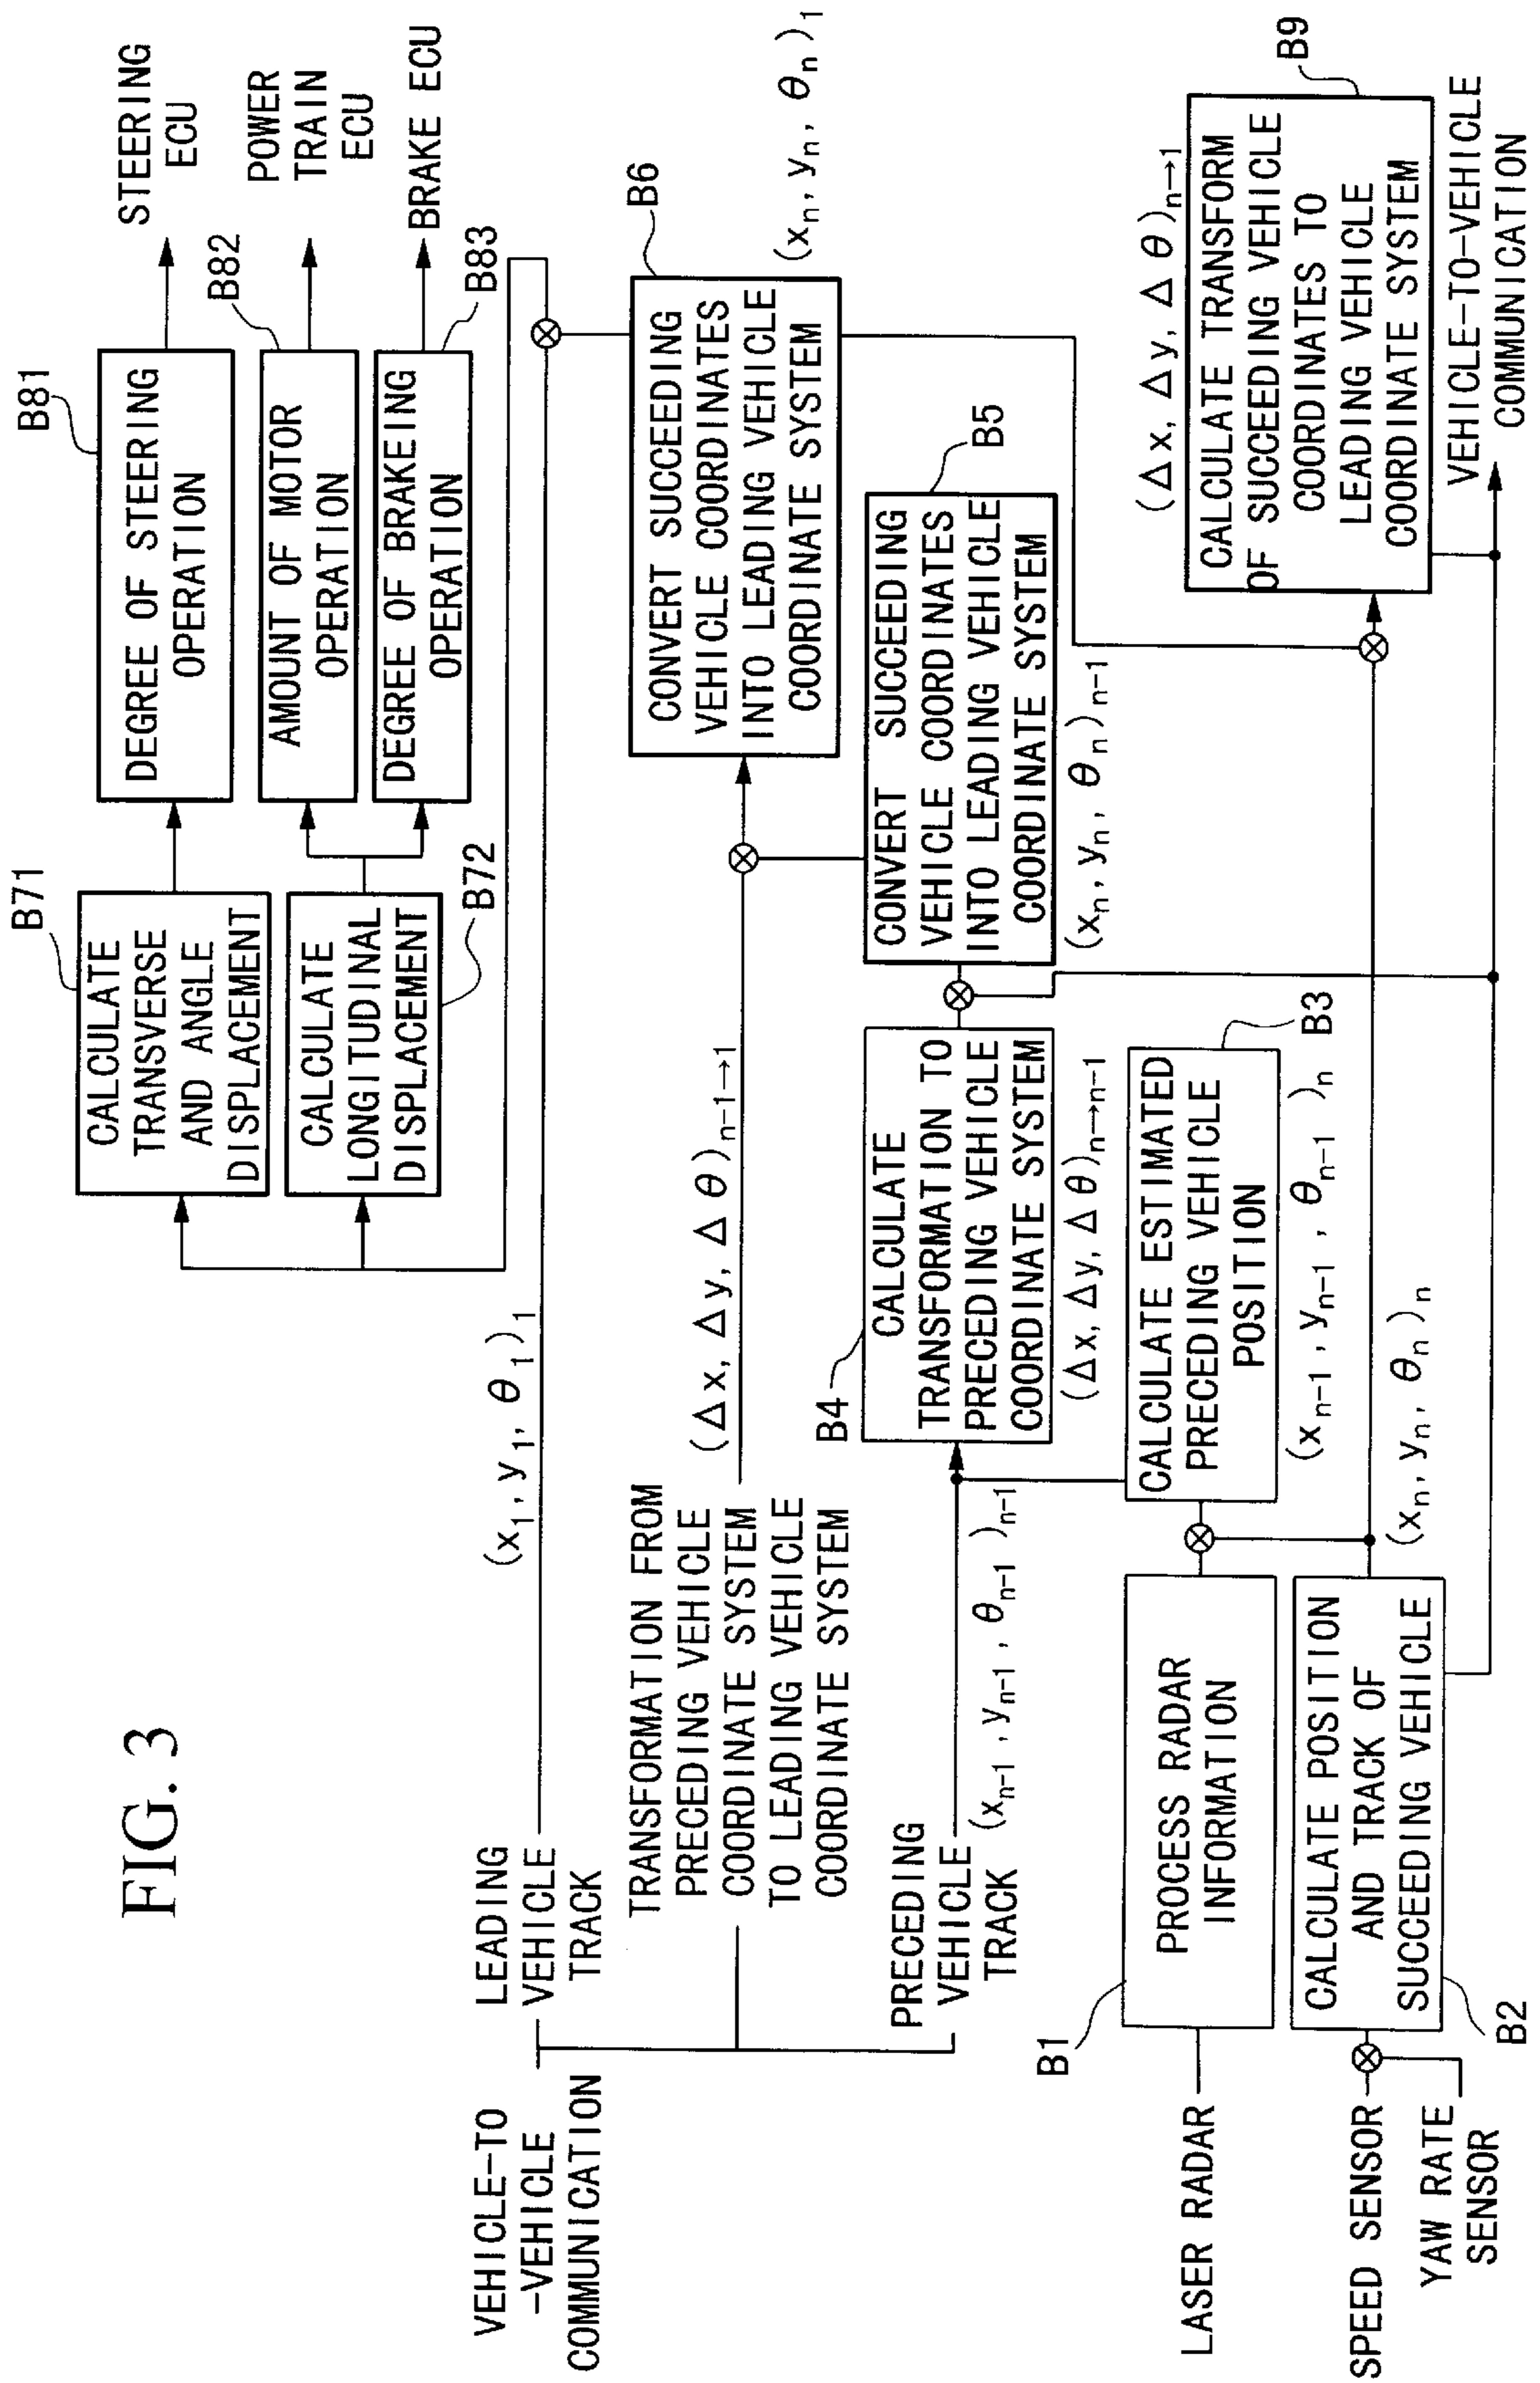 FIG. 3
VEHICLE-TO
-VEHICLE
COMMUNICATION
LEADING
VEHICLE
TRACK
(x1, y1, θ1)1
TRANSFORMATION FROM
PRECEDING VEHICLE
COORDINATE SYSTEM
TO LEADING VEHICLE
COORDINATE SYSTEM
(Δx, Δy, Δθ)n-1→1
PRECEDING
VEHICLE
TRACK
(xn-1, yn-1, θn-1)n-1
LASER RADAR
B1
PROCESS RADAR
INFORMATION
SPEED SENSOR
YAW RATE
SENSOR
B2
CALCULATE POSITION
AND TRACK OF
SUCCEEDING VEHICLE
(xn, yn, θn)n
B3
CALCULATE ESTIMATED
PRECEDING VEHICLE
POSITION
(xn-1, yn-1, θn-1)n
B4
CALCULATE
TRANSFORMATION TO
PRECEDING VEHICLE
COORDINATE SYSTEM
(Δx, Δy, Δθ)n→n-1
B5
CONVERT SUCCEEDING
VEHICLE COORDINATES
INTO LEADING VEHICLE
COORDINATE SYSTEM
(xn, yn, θn)n-1
B6
CONVERT SUCCEEDING
VEHICLE COORDINATES
INTO LEADING VEHICLE
COORDINATE SYSTEM
(xn, yn, θn)1
B71
CALCULATE
TRANSVERSE
AND ANGLE
DISPLACEMENT
B72
CALCULATE
LONGITUDINAL
DISPLACEMENT
B81
DEGREE OF STEERING
OPERATION
B82
AMOUNT OF MOTOR
OPERATION
B83
DEGREE OF BRAKEING
OPERATION
STEERING
ECU
POWER
TRAIN
ECU
BRAKE ECU
B9
(Δx, Δy, Δθ)n→1
CALCULATE TRANSFORM
OF SUCCEEDING VEHICLE
COORDINATES TO
LEADING VEHICLE
COORDINATE SYSTEM
VEHICLE-TO-VEHICLE
COMMUNICATION